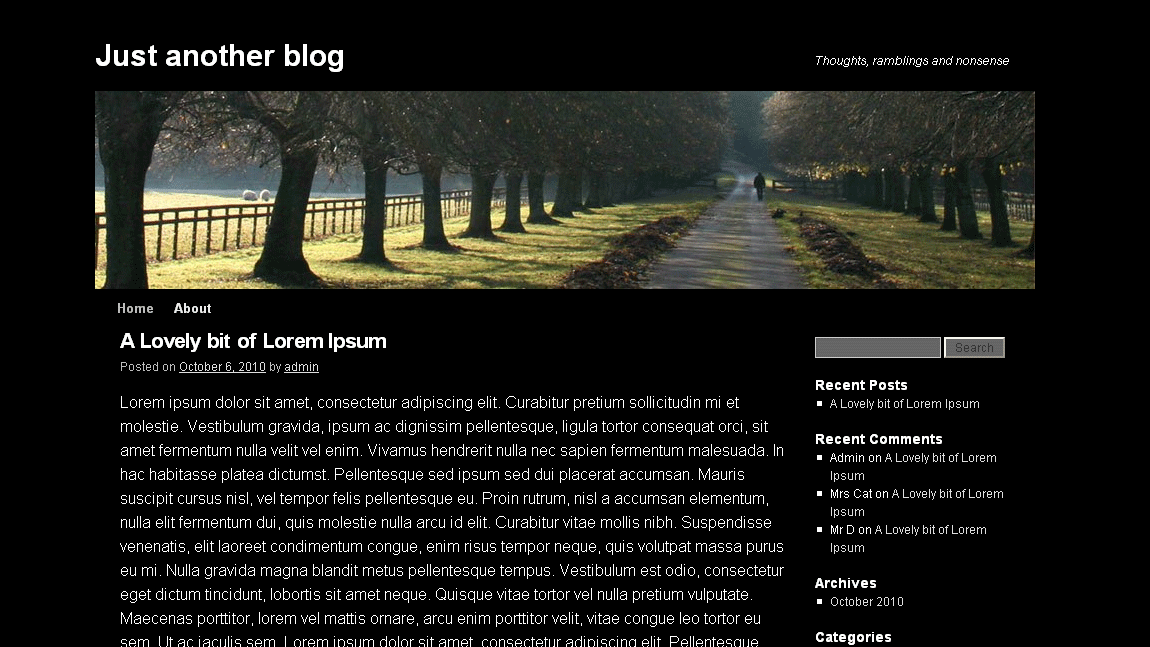 Just another blog
Thoughts, ramblings and nonsense
Home About
A Lovely bit of Lorem Ipsum
Posted on October 6, 2010 by admin
Lorem ipsum dolor sit amet, consectetur adipiscing elit. Curabitur pretium sollicitudin mi et
molestie. Vestibulum gravida, ipsum ac dignissim pellentesque, ligula tortor consequat orci, sit
amet fermentum nulla velit vel enim. Vivamus hendrerit nulla nec sapien fermentum malesuada. In
hac habitasse platea dictumst. Pellentesque sed ipsum sed dui placerat accumsan. Mauris
suscipit cursus nisl, vel tempor felis pellentesque eu. Proin rutrum, nisl a accumsan elementum,
nulla elit fermentum dui, quis molestie nulla arcu id elit. Curabitur vitae mollis nibh. Suspendisse
venenatis, elit laoreet condimentum congue, enim risus tempor neque, quis volutpat massa purus
eu mi. Nulla gravida magna blandit metus pellentesque tempus. Vestibulum est odio, consectetur
eget dictum tincidunt, lobortis sit amet neque. Quisque vitae tortor vel nulla pretium vulputate.
Maecenas porttitor, lorem vel mattis ornare, arcu enim porttitor velit, vitae congue leo tortor eu
sem. Ut ac iaculis sem. Lorem ipsum dolor sit amet, consectetur adipiscing elit. Pellentesque
Search
Recent Posts
A Lovely bit of Lorem Ipsum
Recent Comments
Admin on A Lovely bit of Lorem
Ipsum
Mrs Cat on A Lovely bit of Lorem
Ipsum
Mr D on A Lovely bit of Lorem
Ipsum
Archives
October 2010
Categories